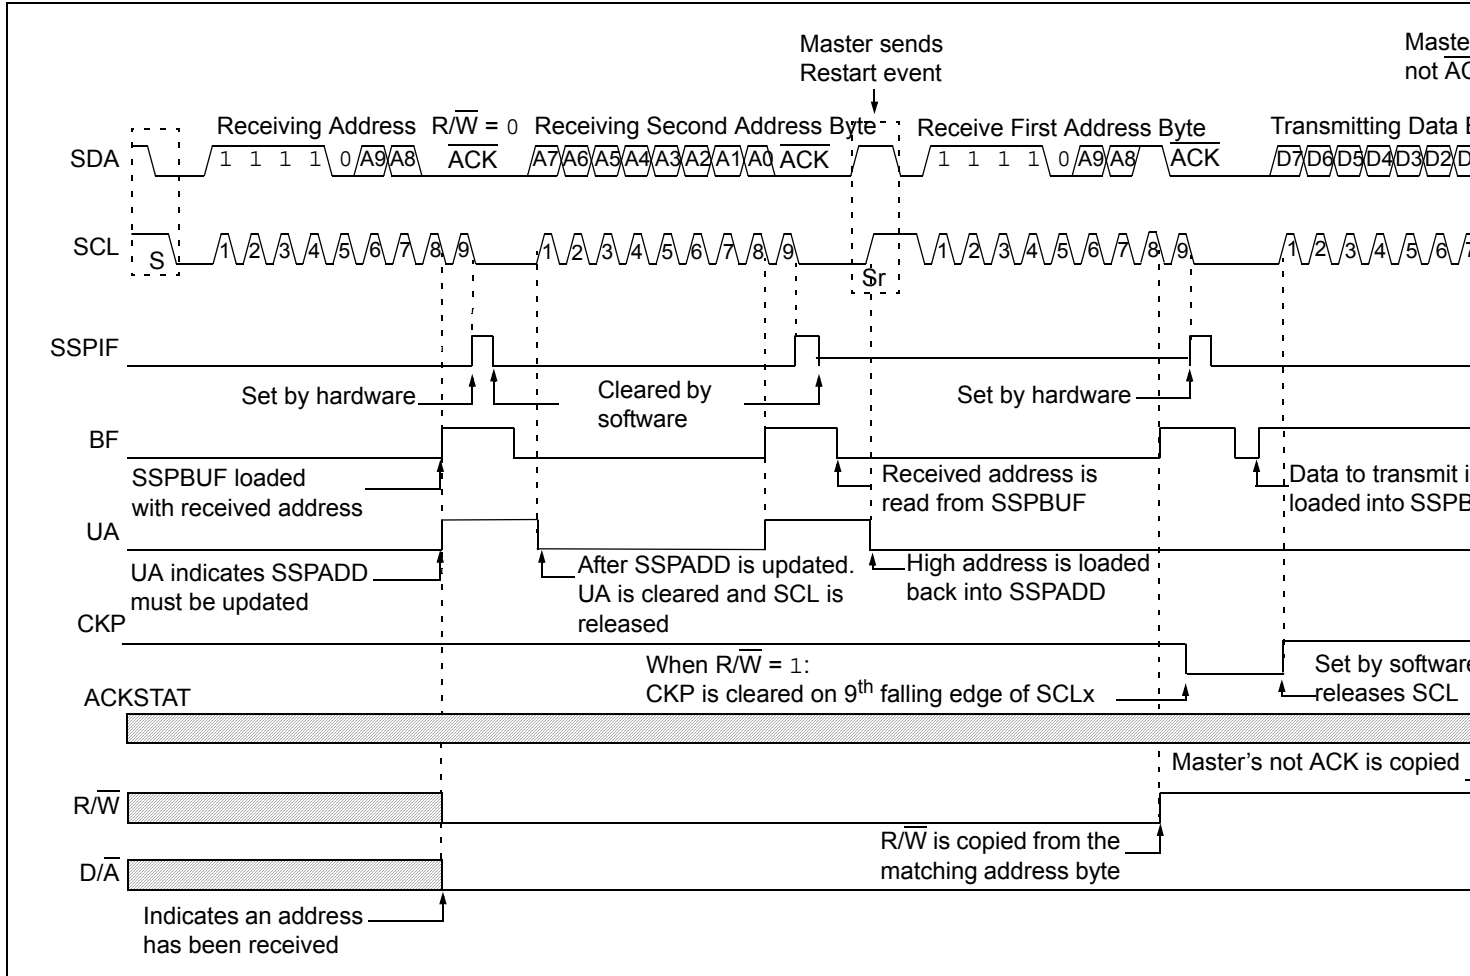 Master sends
Restart event
Maste
not AC
Receiving Address R/W = 0 Receiving Second Address Byte Receive First Address Byte Transmitting Data B
SDA 1 1 1 1 0 A9 A8 ACK A7 A6 A5 A4 A3 A2 A1 A0 ACK 1 1 1 1 0 A9 A8 ACK D7 D6 D5 D4 D3 D2 D
SCL S 1 2 3 4 5 6 7 8 9 1 2 3 4 5 6 7 8 9 Sr 1 2 3 4 5 6 7 8 9 1 2 3 4 5 6 7
SSPIF
Set by hardware
Cleared by
software
Set by hardware
BF
SSPBUF loaded
with received address
Received address is
read from SSPBUF
Data to transmit i
loaded into SSPB
UA
UA indicates SSPADD
must be updated
After SSPADD is updated.
UA is cleared and SCL is
released
High address is loaded
back into SSPADD
CKP
When R/W = 1:
CKP is cleared on 9th falling edge of SCLx
Set by software
releases SCL
ACKSTAT
Master's not ACK is copied
R/W
R/W is copied from the
matching address byte
D/A
Indicates an address
has been received